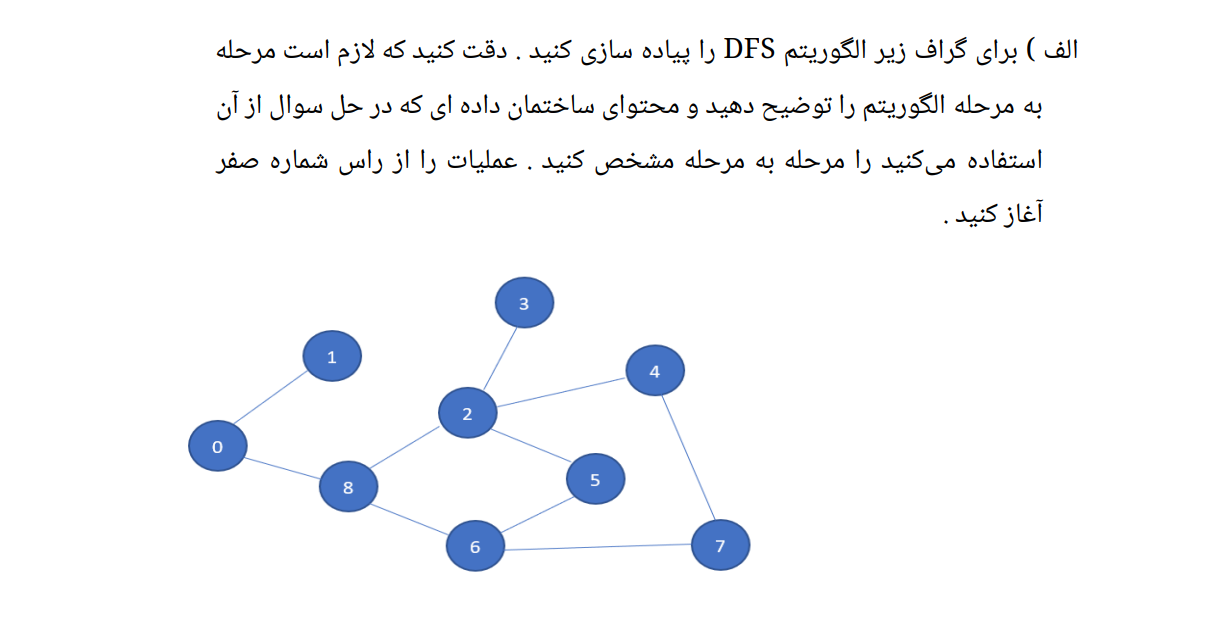 الف ) برای گراف زیر الگوریتم DFS را پیاده سازی کنید . دقت کنید که لازم است مرحله
به مرحله الگوریتم را توضیح دهید و محتوای ساختمان داده ای که در حل سوال از آن
استفاده می‌کنید را مرحله به مرحله مشخص کنید . عملیات را از راس شماره صفر
آغاز کنید .
3
1
4
2
0
5
8
6
7